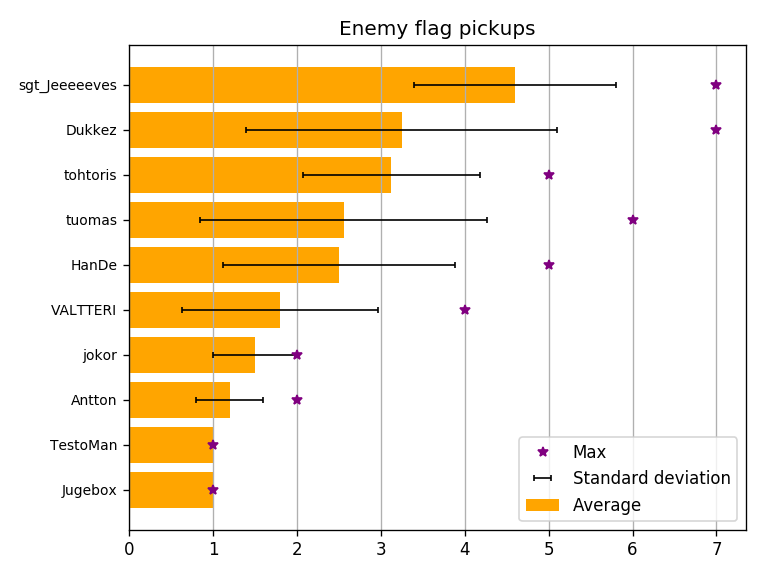 Enemy flag pickups
sgt_Jeeeeeves
Dukkez
tohtoris
tuomas
HanDe
VALTTERI
jokor
Antton
TestoMan
Jugebox
Max
Standard deviation
Average
0 1 2 3 4 5 6 7